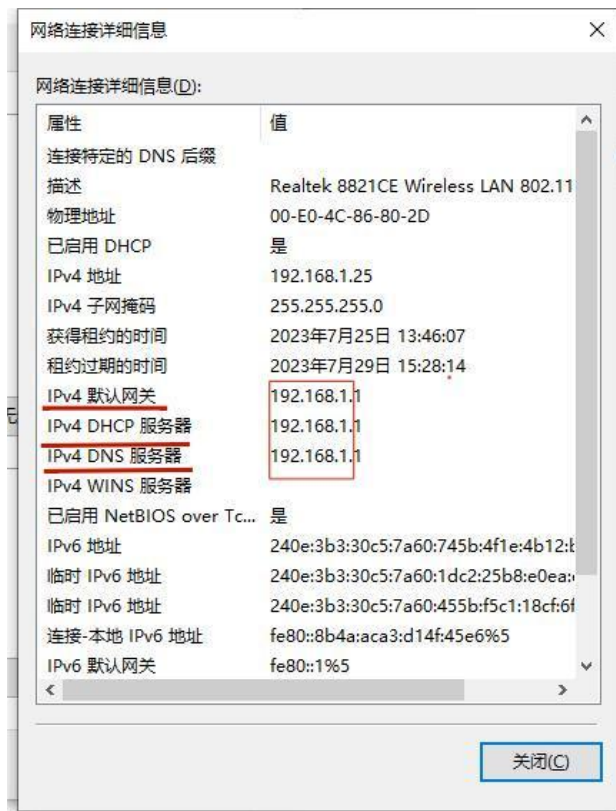 网络连接详细信息
网络连接详细信息(D):
属性 值
连接特定的 DNS 后缀
描述 Realtek 8821CE Wireless LAN 802.11
物理地址 00-E0-4C-86-80-2D
已启用 DHCP 是
IPv4 地址 192.168.1.25
IPv4 子网掩码 255.255.255.0
获得租约的时间 2023年7月25日 13:46:07
租约过期的时间 2023年7月29日 15:28:14
IPv4 默认网关 192.168.1.1
IPv4 DHCP 服务器 192.168.1.1
IPv4 DNS 服务器 192.168.1.1
IPv4 WINS 服务器
已启用 NetBIOS over Tc... 是
IPv6 地址 240e:3b3:30c5:7a60:745b:4f1e:4b12:
临时 IPv6 地址 240e:3b3:30c5:7a60:1dc2:25b8:e0ea:
临时 IPv6 地址 240e:3b3:30c5:7a60:455b:f5c1:18cf:6f
连接-本地 IPv6 地址 fe80::8b4a:aca3:d14f:45e6%5
IPv6 默认网关 fe80::1%5
关闭(C)